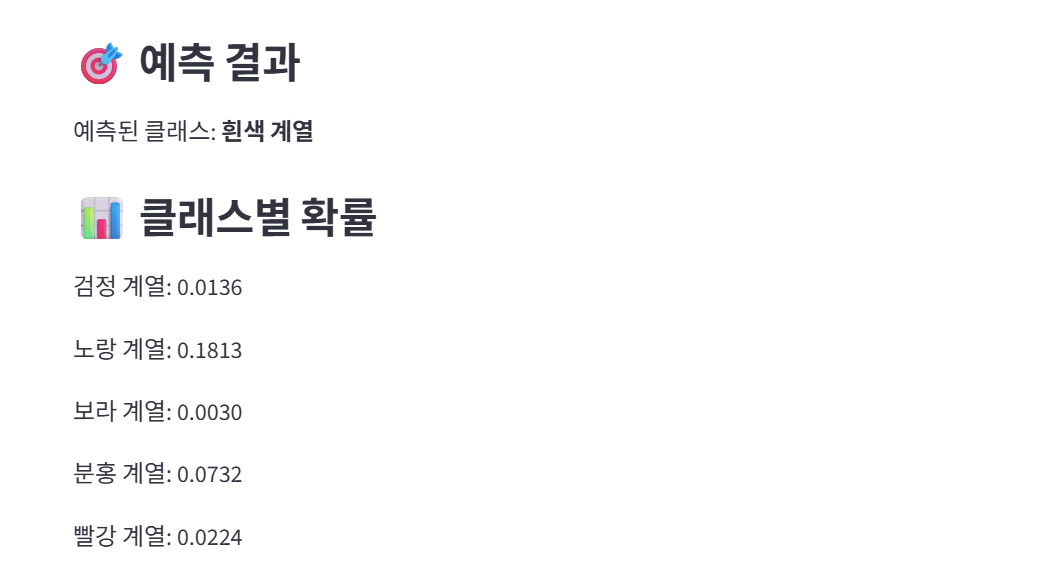 예측 결과
예측된 클래스: 흰색 계열
클래스별 확률
검정 계열: 0.0136
노랑 계열: 0.1813
보라 계열: 0.0030
분홍 계열: 0.0732
빨강 계열: 0.0224